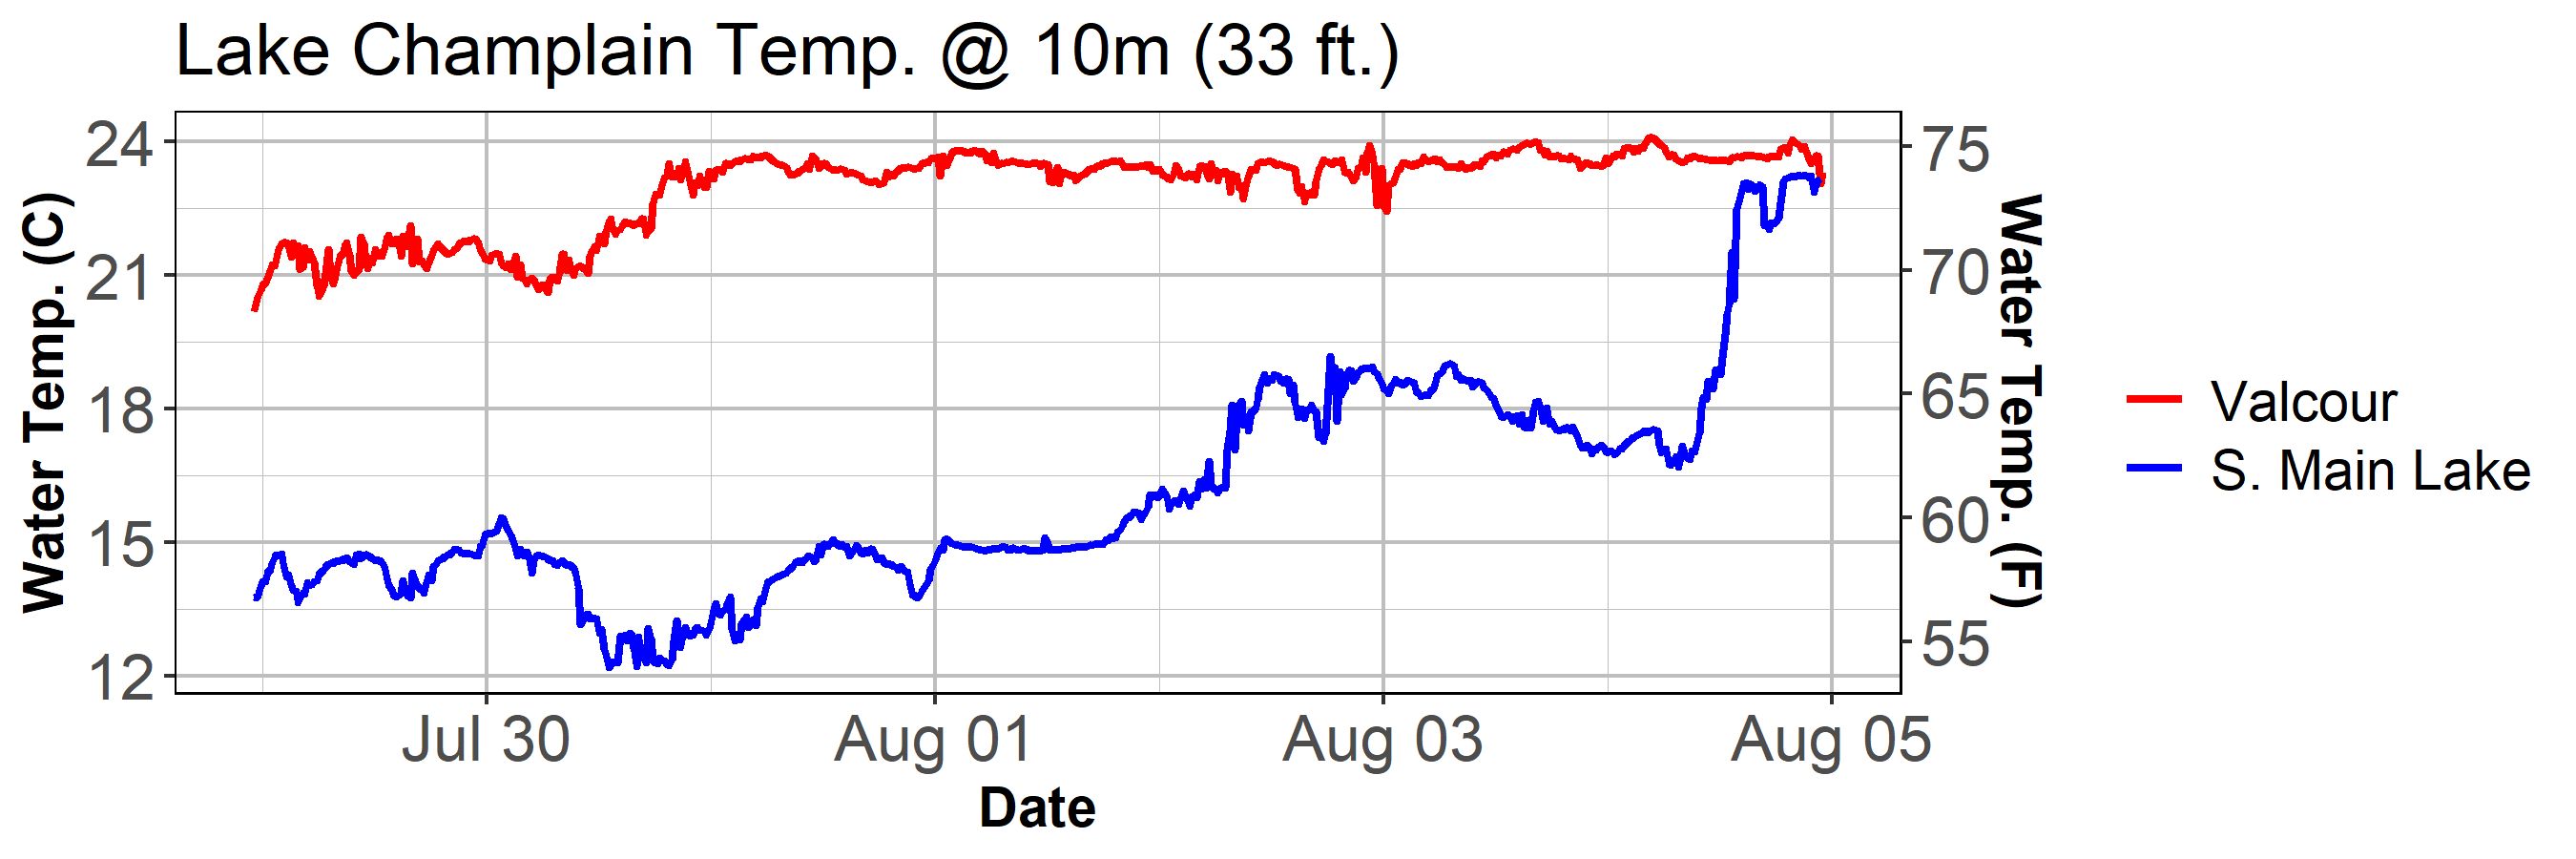 Lake Champlain Temp. @ 10m (33 ft.)
Water Temp. (C)
24
21
18
15
12
75
70
65
60
55
Water Temp. (F)
Jul 30
Aug 01
Aug 03
Aug 05
Date
Valcour
S. Main Lake